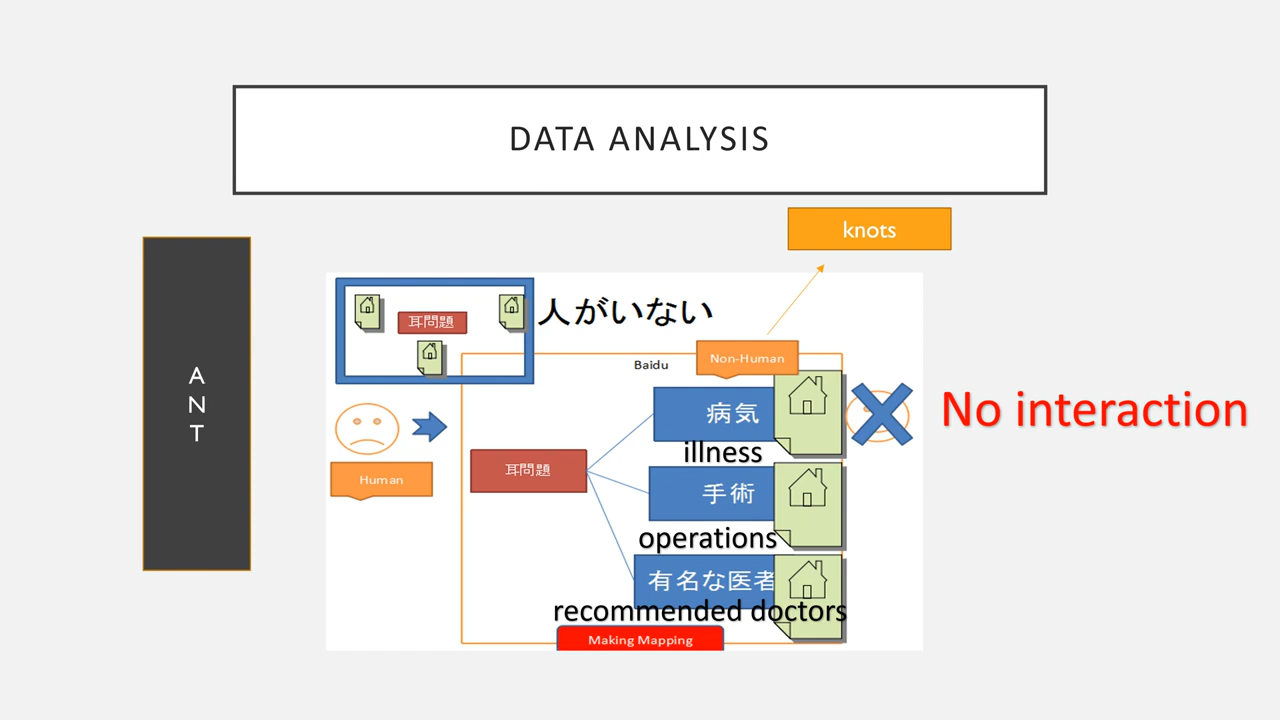 DATA ANALYSIS
knots
A
N
T
耳問題
人がいない
Baidu
Non-Human
病気
illness
No interaction
耳問題
Human
手術
operations
有名な医者
recommended doctors
Making Mapping